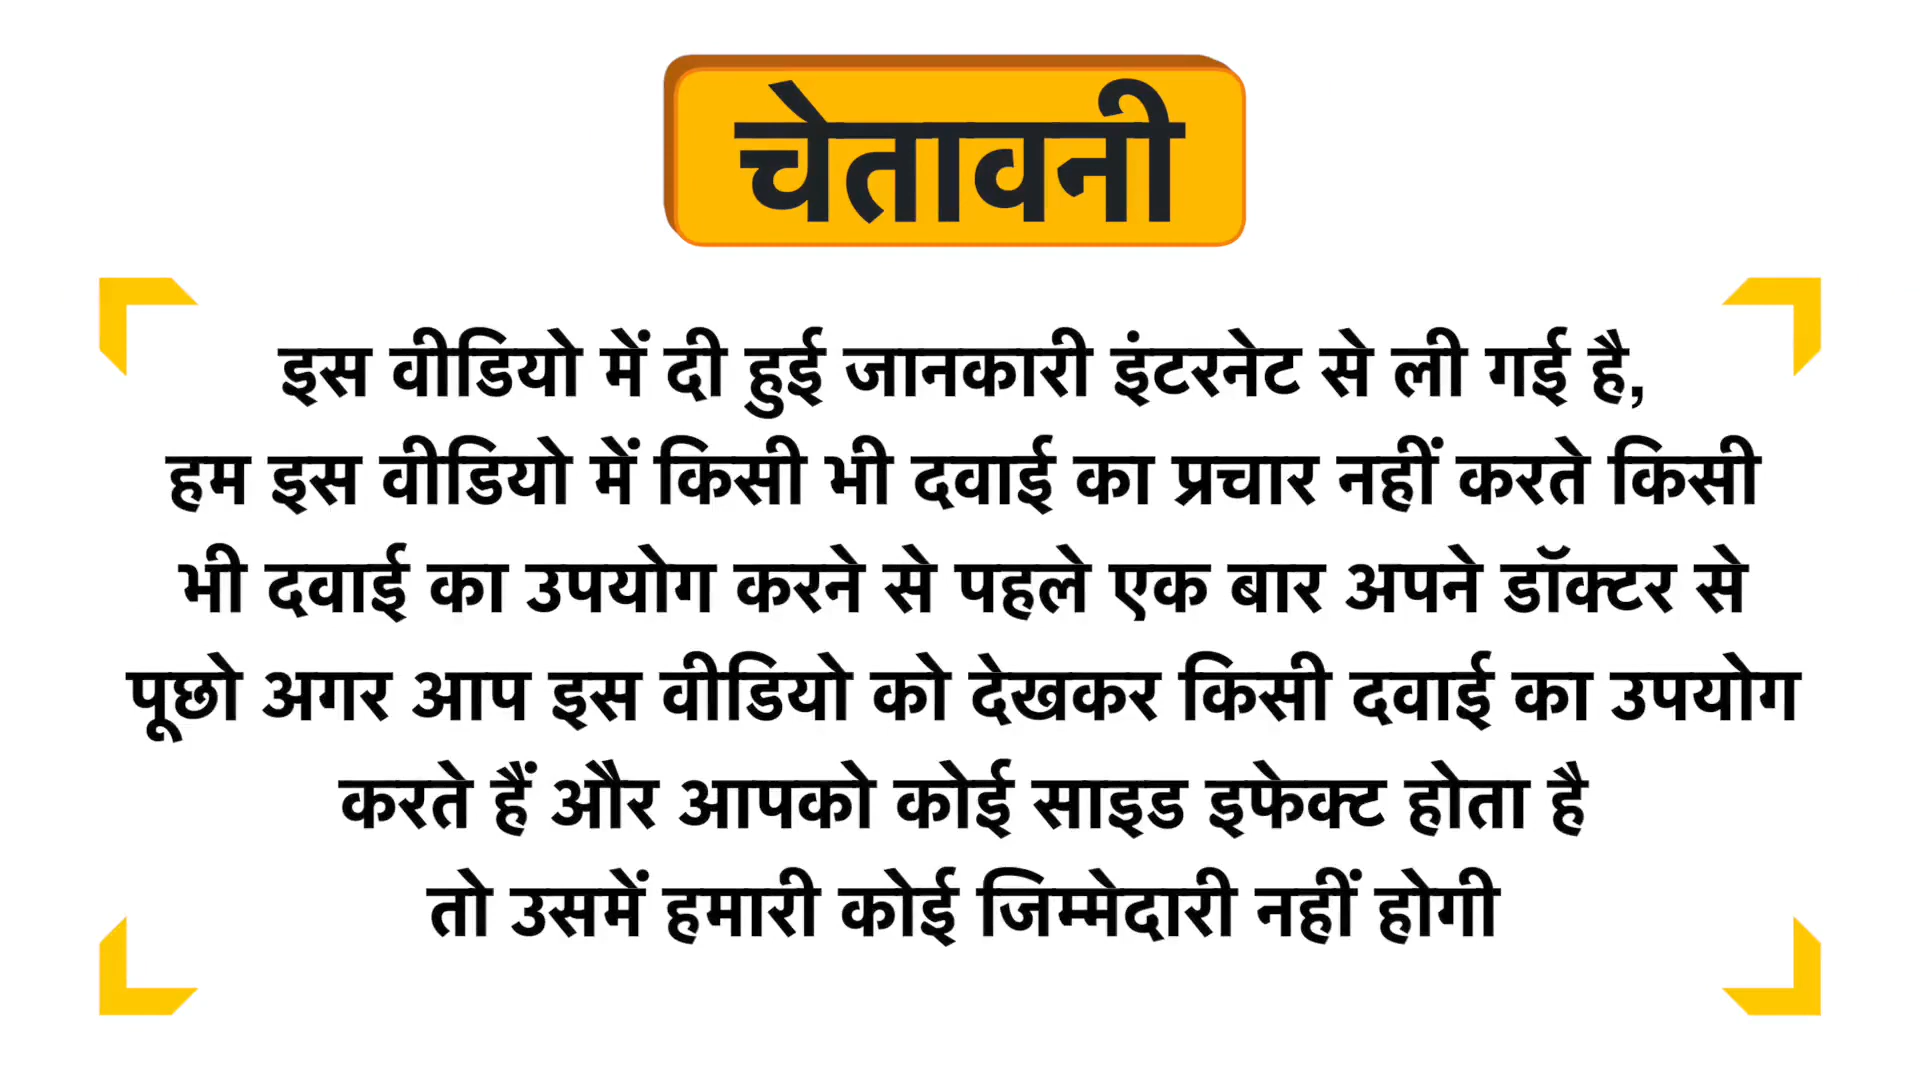 चेतावनी
इस वीडियो में दी हुई जानकारी इंटरनेट से ली गई है,
हम इस वीडियो में किसी भी दवाई का प्रचार नहीं करते किसी
भी दवाई का उपयोग करने से पहले एक बार अपने डॉक्टर से
पूछो अगर आप इस वीडियो को देखकर किसी दवाई का उपयोग
करते हैं और आपको कोई साइड इफेक्ट होता है
तो उसमें हमारी कोई जिम्मेदारी नहीं होगी